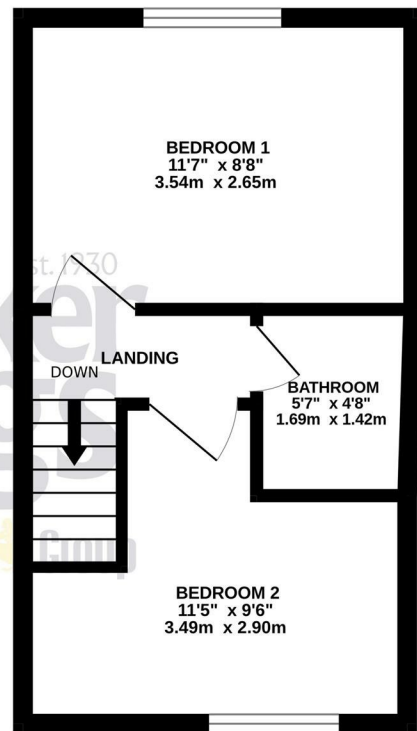 BEDROOM 1
11'7" x 8'8"
3.54m x 2.65m
st. 1930
LANDING
DOWN
BATHROOM
5'7" x 4'8"
1.69m x 1.42m
Group
BEDROOM 2
11'5" x 9'6"
3.49m x 2.90m